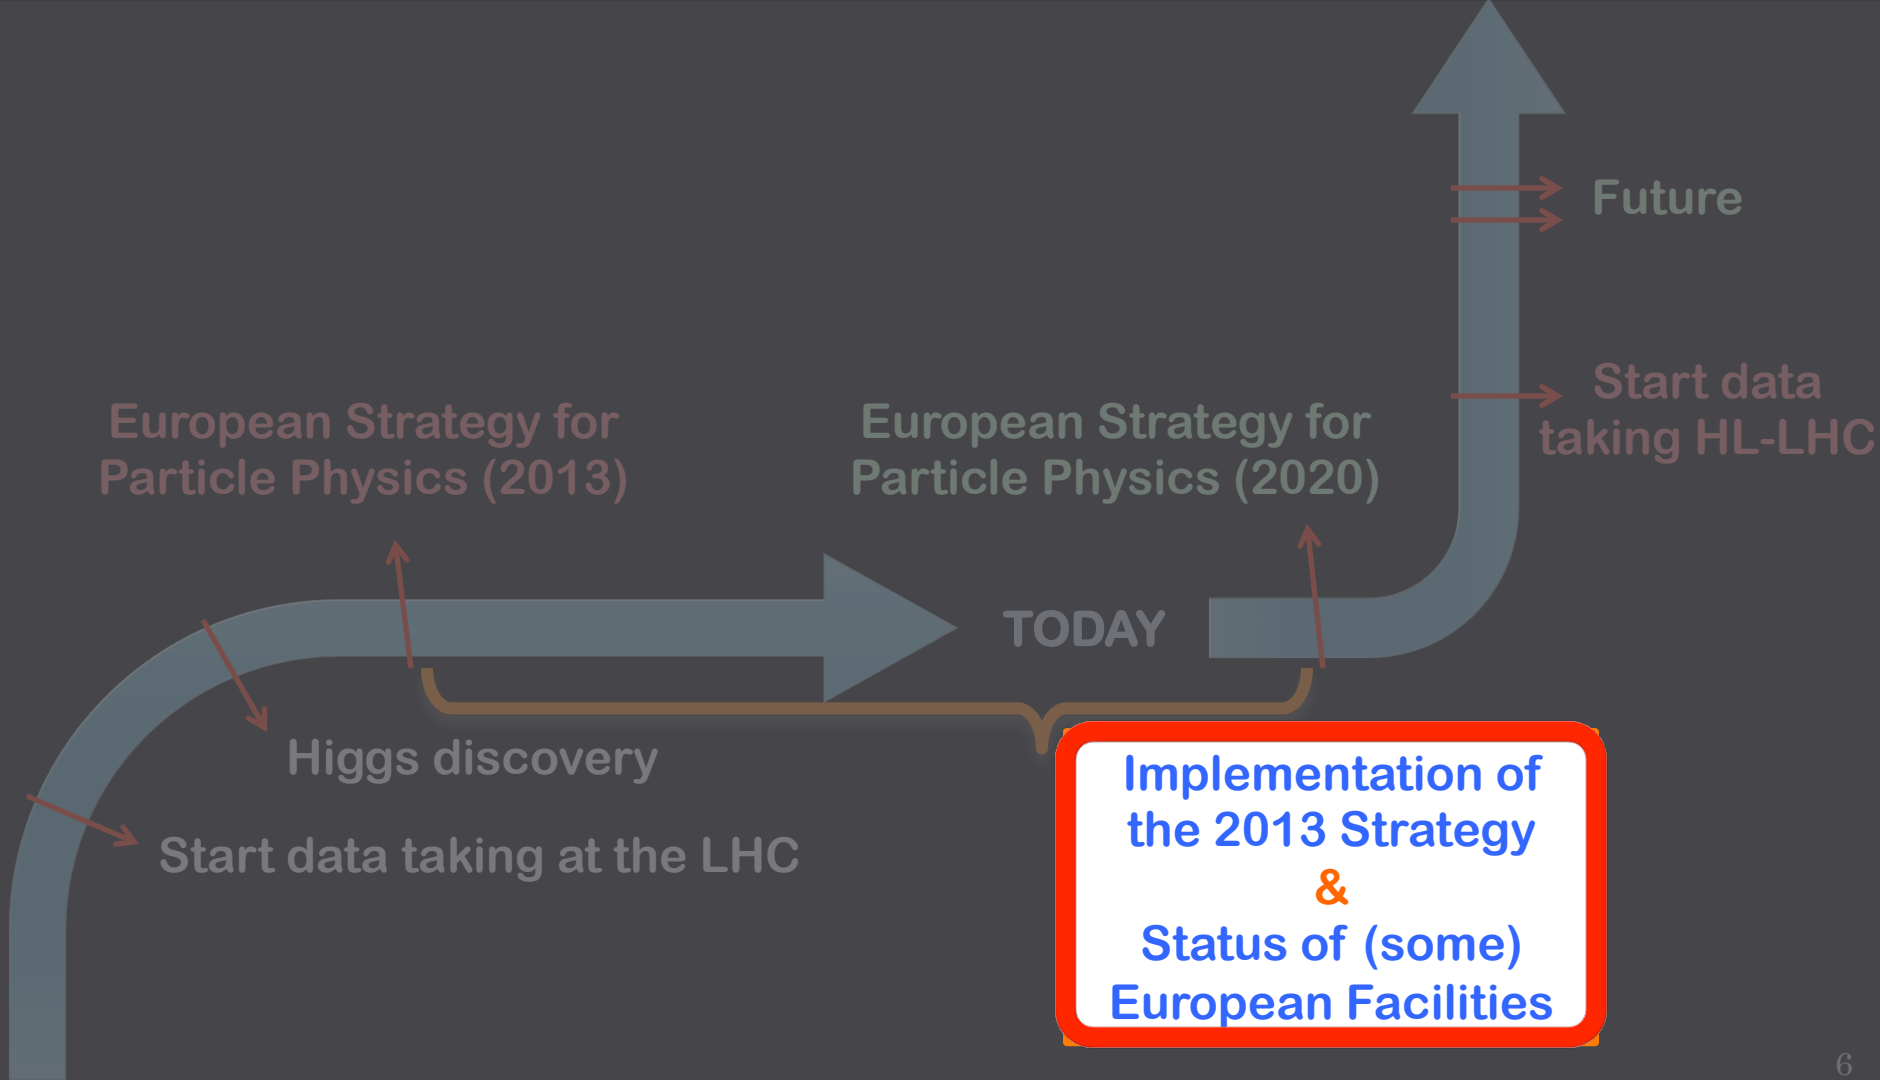 Future
Start data
taking HL-LHC
European Strategy for
Particle Physics (2013)
European Strategy for
Particle Physics (2020)
TODAY
Higgs discovery
Start data taking at the LHC
Implementation of
the 2013 Strategy
&
Status of (some)
European Facilities
6